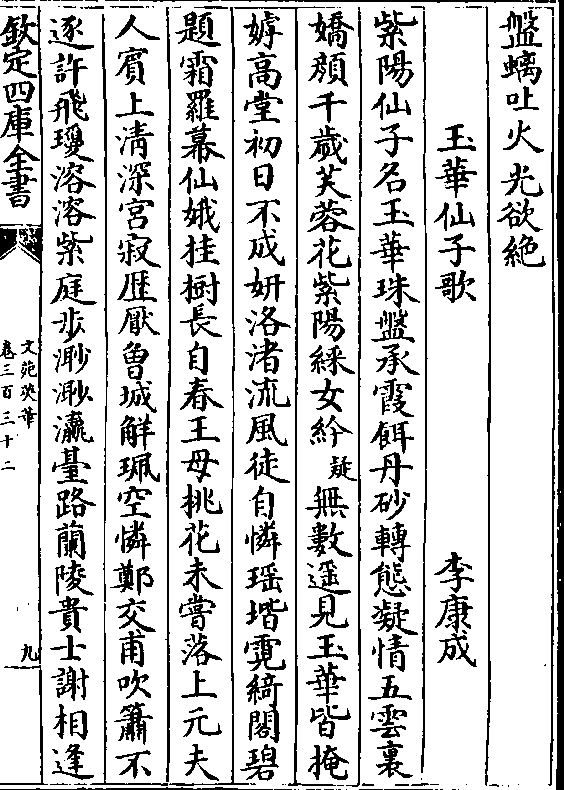 盤螭吐火光欲絶
玉華仙子歌 李康成
紫陽仙子名玉華珠盤承霞餌丹砂轉態凝情五雲裏
嬌顔千歲芙蓉花紫陽綵女紟疑無數遥見玉華皆掩
嫭高堂初日不成妍洛渚流風徒自憐瑶堦霓綺閣碧
題霜羅幕仙娥挂樹長自春王母桃花未嘗落上元夫
人賓上清深宫寂歴厭魯城解珮空憐鄭交甫吹簫不
逐許飛瓊溶溶紫庭步渺渺瀛臺路蘭陵貴士謝相逢
欽定四庫全書
文苑英華
卷三百三十二
九